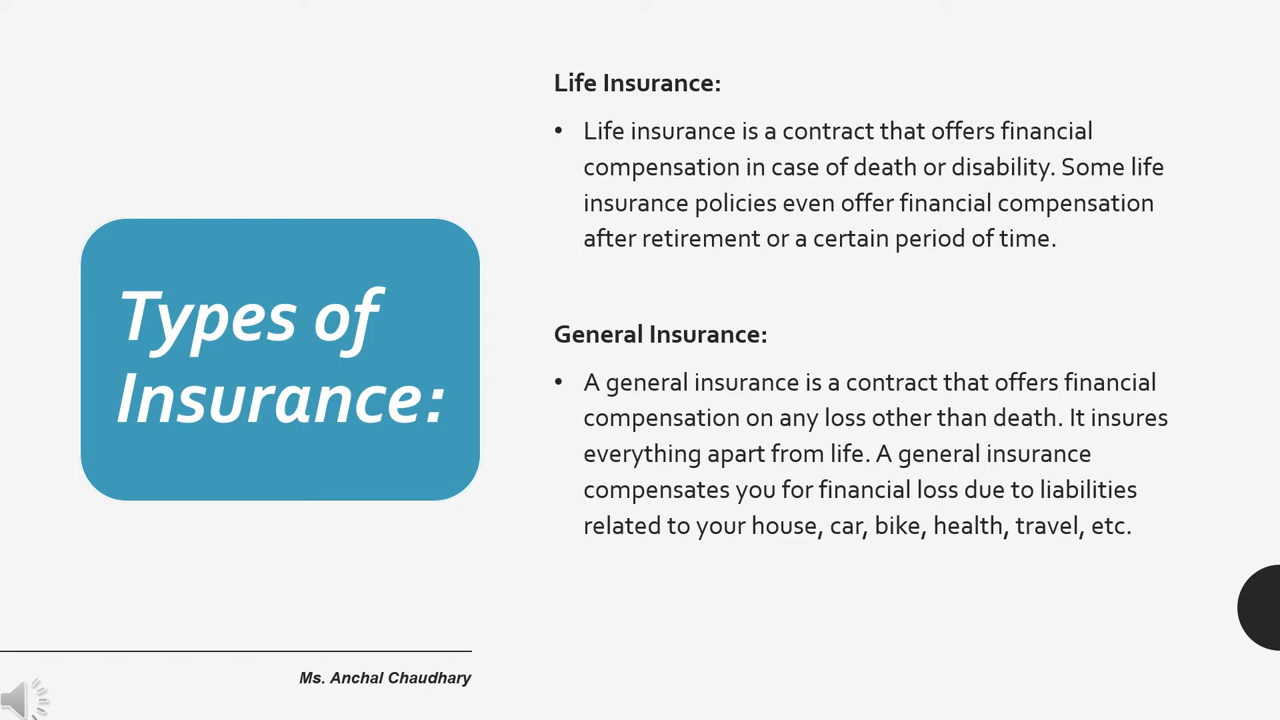 Types of
Insurance:
Life Insurance:
• Life insurance is a contract that offers financial
compensation in case of death or disability. Some life
insurance policies even offer financial compensation
after retirement or a certain period of time.
General Insurance:
• A general insurance is a contract that offers financial
compensation on any loss other than death. It insures
everything apart from life. A general insurance
compensates you for financial loss due to liabilities
related to your house, car, bike, health, travel, etc.
Ms. Anchal Chaudhary